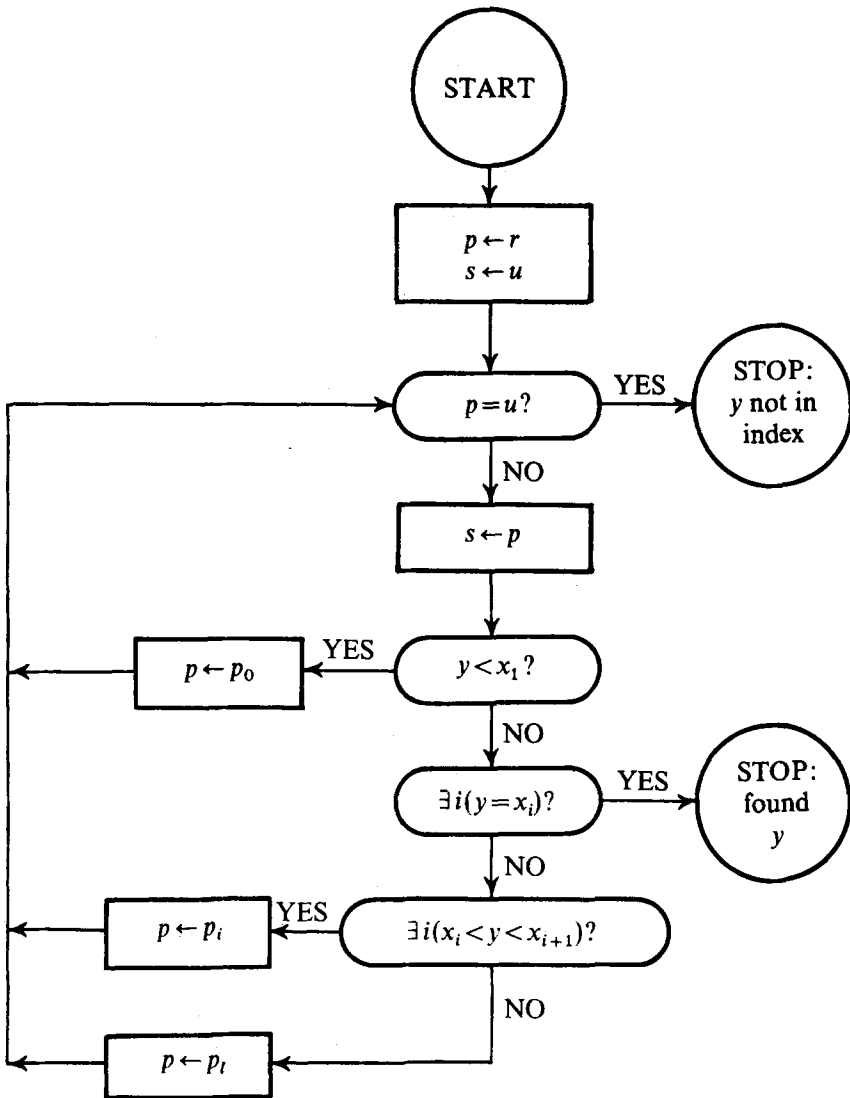 START
p ← r
s ← u
p = u?
YES
STOP:
y not in
index
NO
s ← p
y < x₁?
YES
p ← p₀
NO
∃ i(y = xᵢ)?
YES
STOP:
found
y
NO
∃ i(xᵢ < y < xᵢ₊₁)?
YES
p ← pᵢ
NO
p ← pₗ